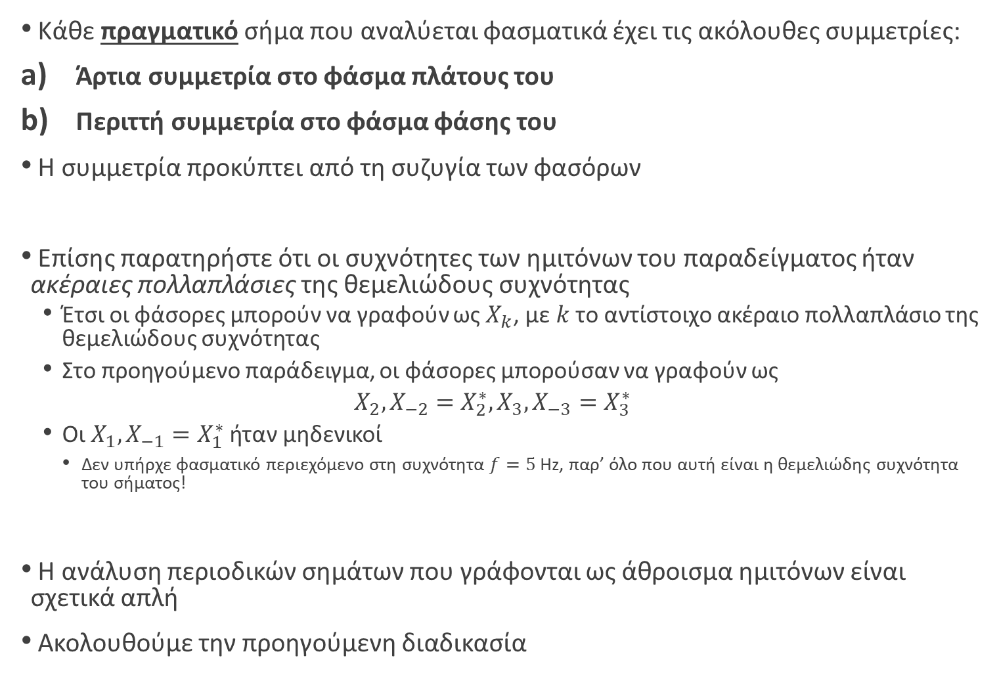 • Κάθε πραγματικό σήμα που αναλύεται φασματικά έχει τις ακόλουθες συμμετρίες:
a) Άρτια συμμετρία στο φάσμα πλάτους του
b) Περιττή συμμετρία στο φάσμα φάσης του
• Η συμμετρία προκύπτει από τη συζυγία των φασόρων
• Επίσης παρατηρήστε ότι οι συχνότητες των ημιτόνων του παραδείγματος ήταν
ακέραιες πολλαπλάσιες της θεμελιώδους συχνότητας
• Έτσι οι φάσορες μπορούν να γραφούν ως $X_k$, με $k$ το αντίστοιχο ακέραιο πολλαπλάσιο της
θεμελιώδους συχνότητας
• Στο προηγούμενο παράδειγμα, οι φάσορες μπορούσαν να γραφούν ως
$X_2, X_{-2} = X_2^*, X_3, X_{-3} = X_3^*$
• Οι $X_1, X_{-1} = X_1^*$ ήταν μηδενικοί
• Δεν υπήρχε φασματικό περιεχόμενο στη συχνότητα $f = 5$ Hz, παρ’ όλο που αυτή είναι η θεμελιώδης συχνότητα
του σήματος!
• Η ανάλυση περιοδικών σημάτων που γράφονται ως άθροισμα ημιτόνων είναι
σχετικά απλή
• Ακολουθούμε την προηγούμενη διαδικασία